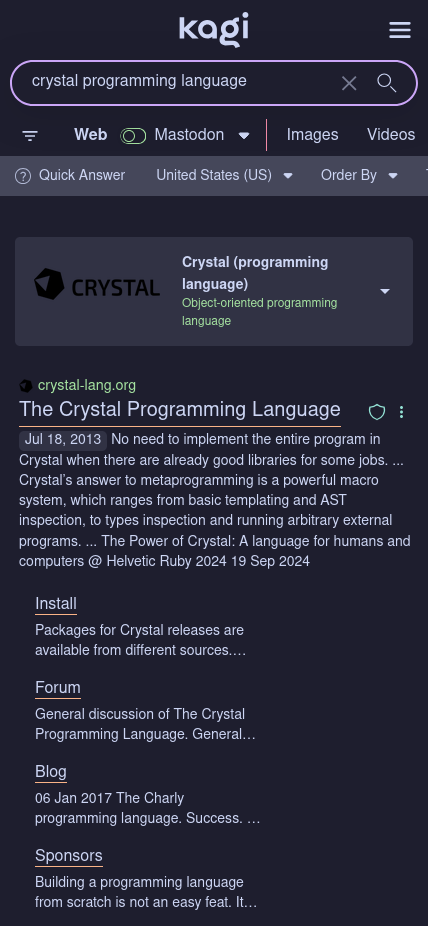 kagi
crystal programming language
Web
Mastodon
Images
Videos
Quick Answer
United States (US)
Order By
CRYSTAL
Crystal (programming
language)
Object-oriented programming
language
crystal-lang.org
The Crystal Programming Language
Jul 18, 2013 No need to implement the entire program in
Crystal when there are already good libraries for some jobs. ...
Crystal's answer to metaprogramming is a powerful macro
system, which ranges from basic templating and AST
inspection, to types inspection and running arbitrary external
programs. ... The Power of Crystal: A language for humans and
computers @ Helvetic Ruby 2024 19 Sep 2024
Install
Packages for Crystal releases are
available from different sources....
Forum
General discussion of The Crystal
Programming Language. General...
Blog
06 Jan 2017 The Charly
programming language. Success. ...
Sponsors
Building a programming language
from scratch is not an easy feat. It...